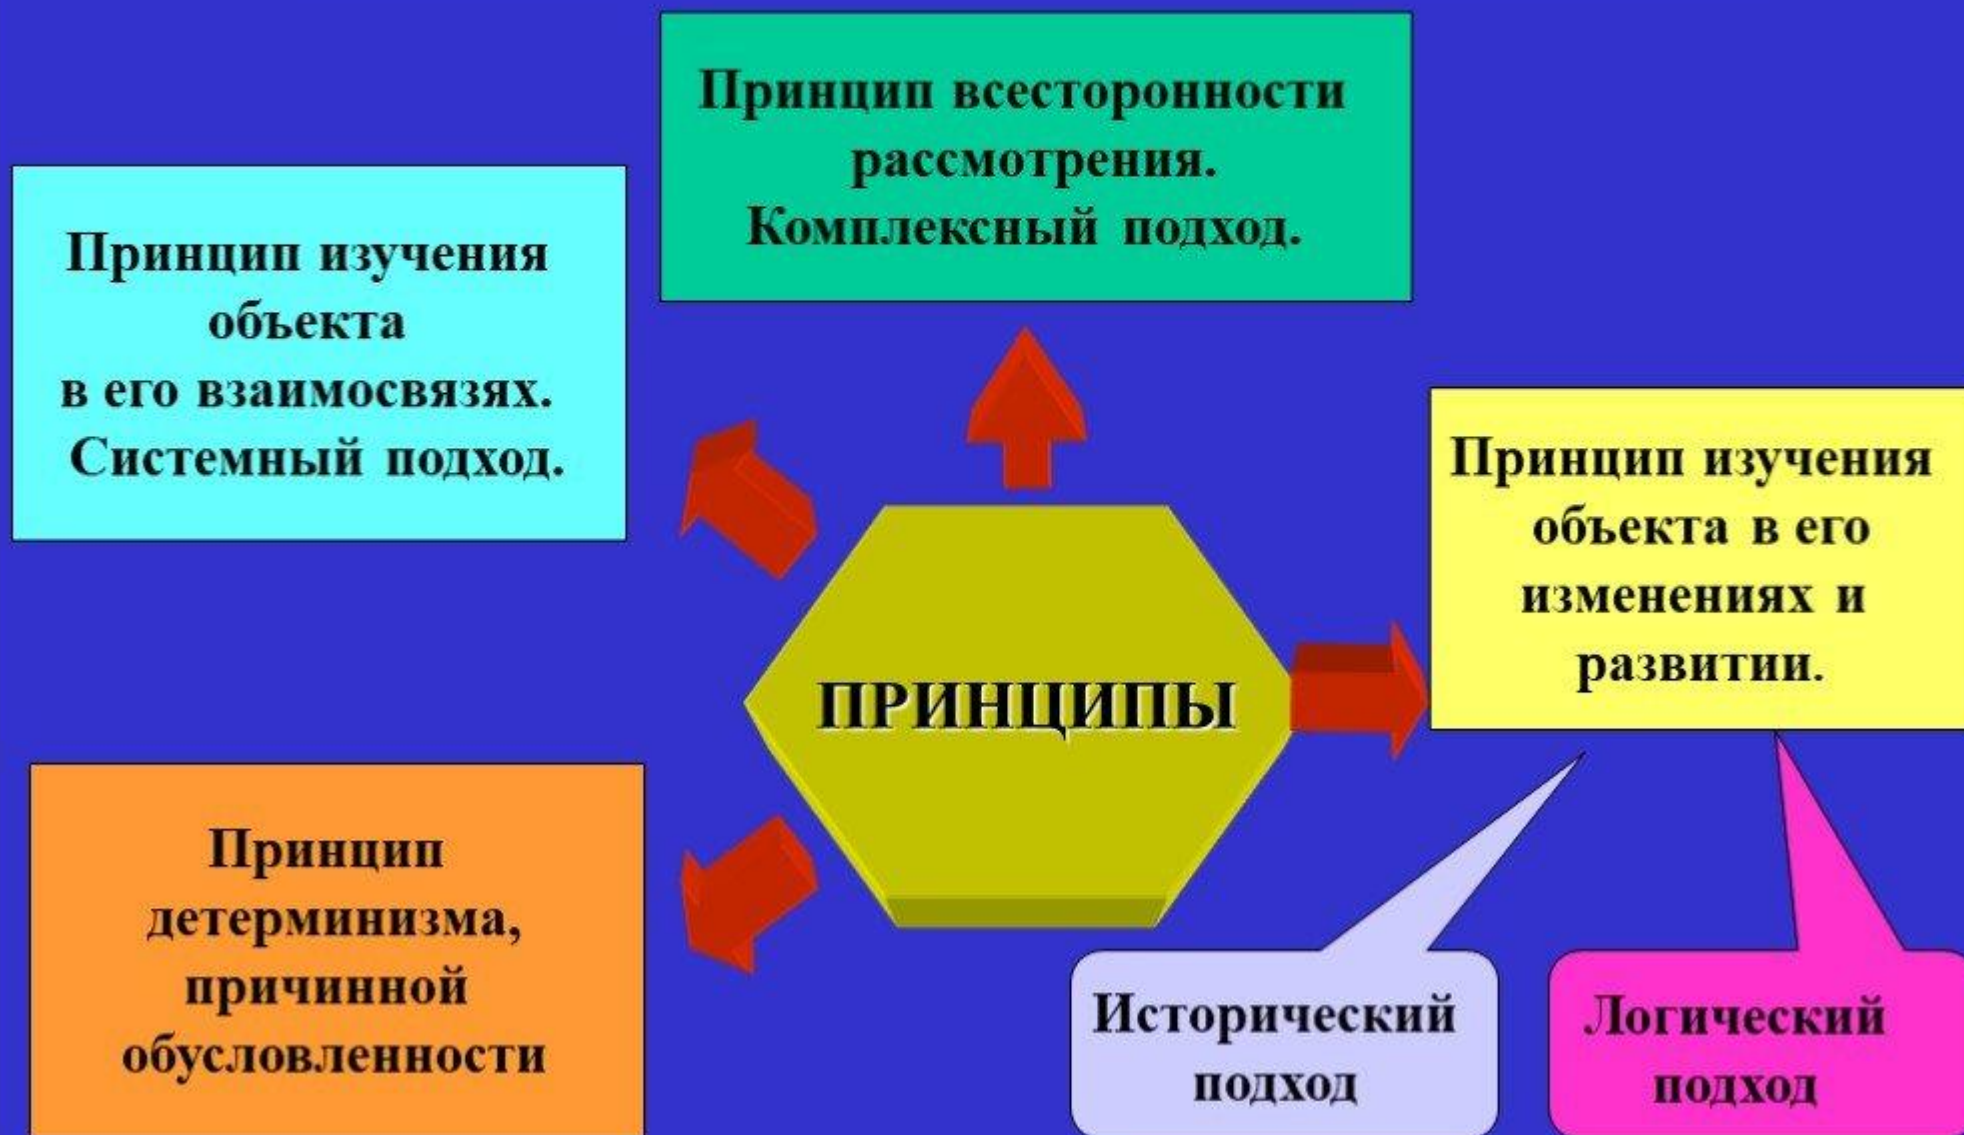 Принцип всесторонности
рассмотрения.
Комплексный подход.
Принцип изучения
объекта
в его взаимосвязях.
Системный подход.
Принцип изучения
объекта в его
изменениях и
развитии.
ПРИНЦИПЫ
Принцип
детерминизма,
причинной
обусловленности
Исторический
подход
Логический
подход